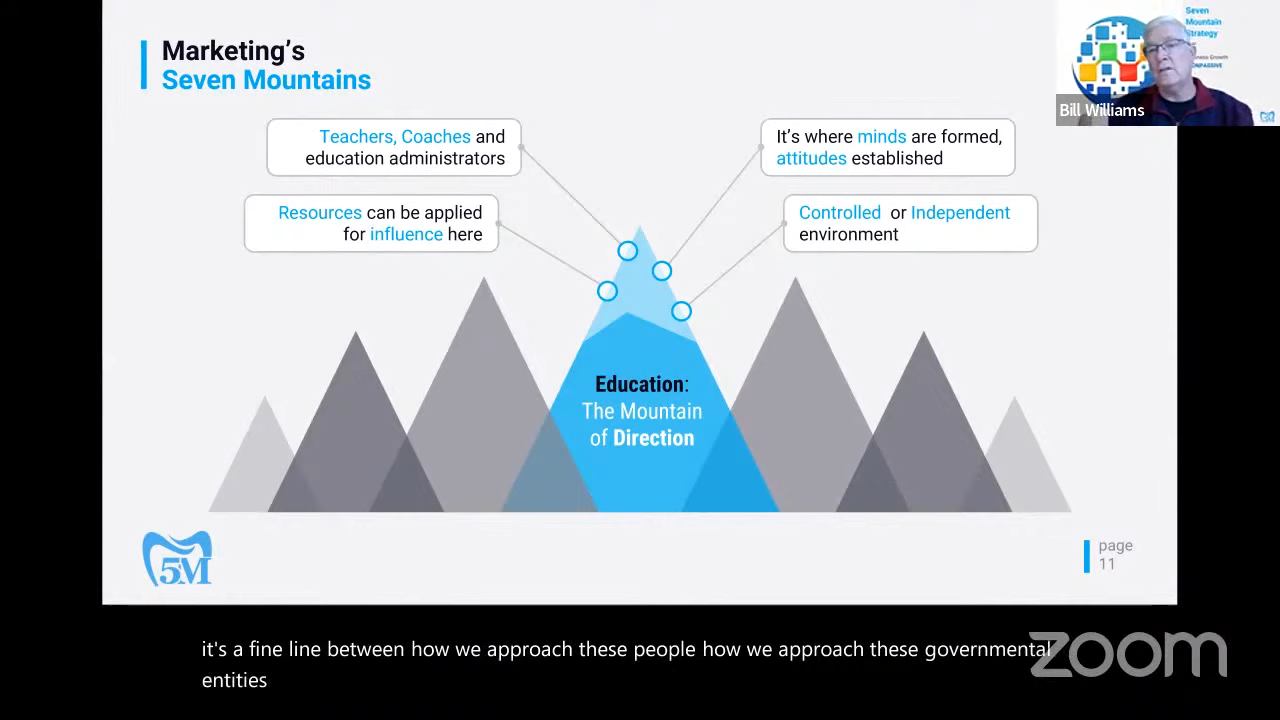 Marketing’s
Seven Mountains
Teachers, Coaches and
education administrators
Resources can be applied
for influence here
It’s where minds are formed,
attitudes established
Controlled or Independent
environment
Education:
The Mountain
of Direction
5M
page
11
Seven
Mountain
Strategy
Bill Williams
it's a fine line between how we approach these people how we approach these governmental
entities
zoom